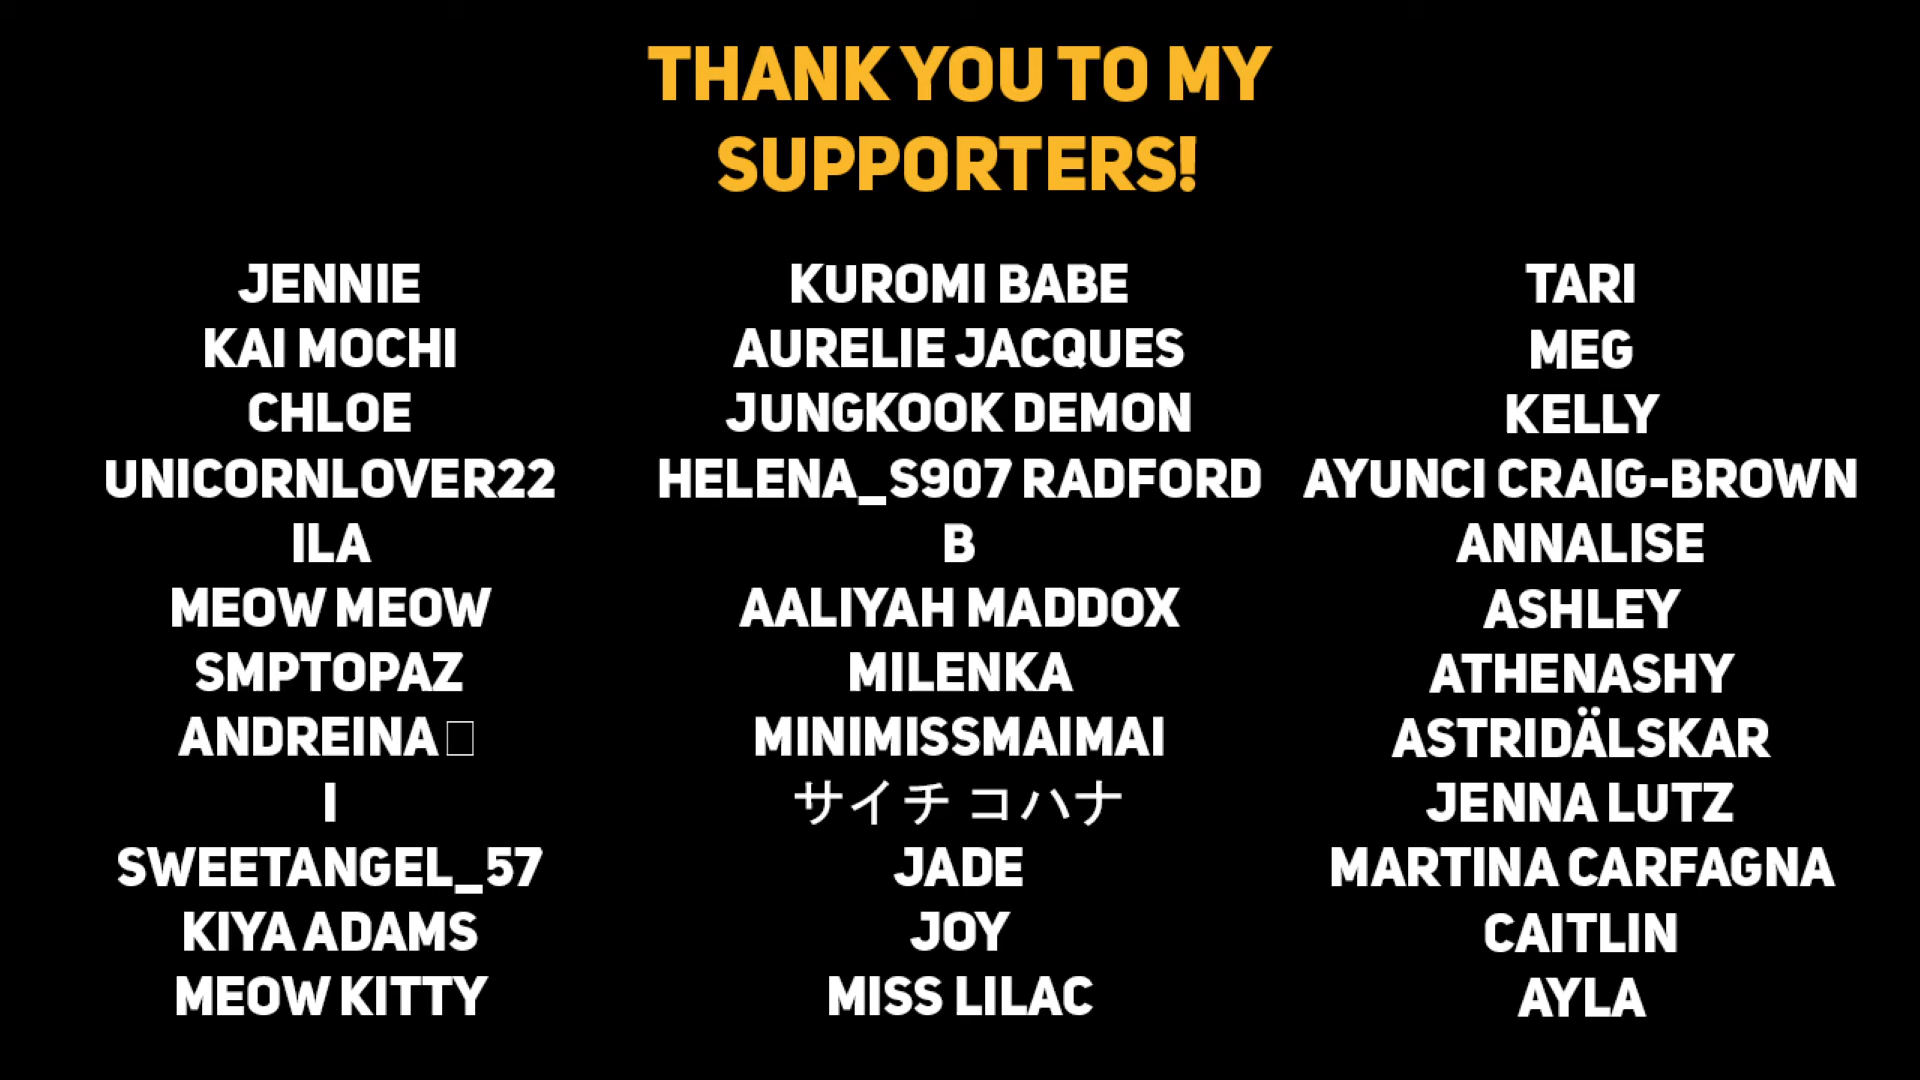 THANK YOU TO MY
SUPPORTERS!
JENNIE
KAI MOCHI
CHLOE
UNICORNLOVER22
ILA
MEOW MEOW
SMPTOPAZ
ANDREINA□
I
SWEETANGEL_57
KIYA ADAMS
MEOW KITTY
KUROMI BABE
AURELIE JACQUES
JUNGKOOK DEMON
HELENA_S907 RADFORD
B
AALIYAH MADDOX
MILENKA
MINIMISSMAIMAI
サイチ コハナ
JADE
JOY
MISS LILAC
TARI
MEG
KELLY
AYUNCI CRAIG-BROWN
ANNALISE
ASHLEY
ATHENASHY
ASTRIDÄLSKAR
JENNA LUTZ
MARTINA CARFAGNA
CAITLIN
AYLA